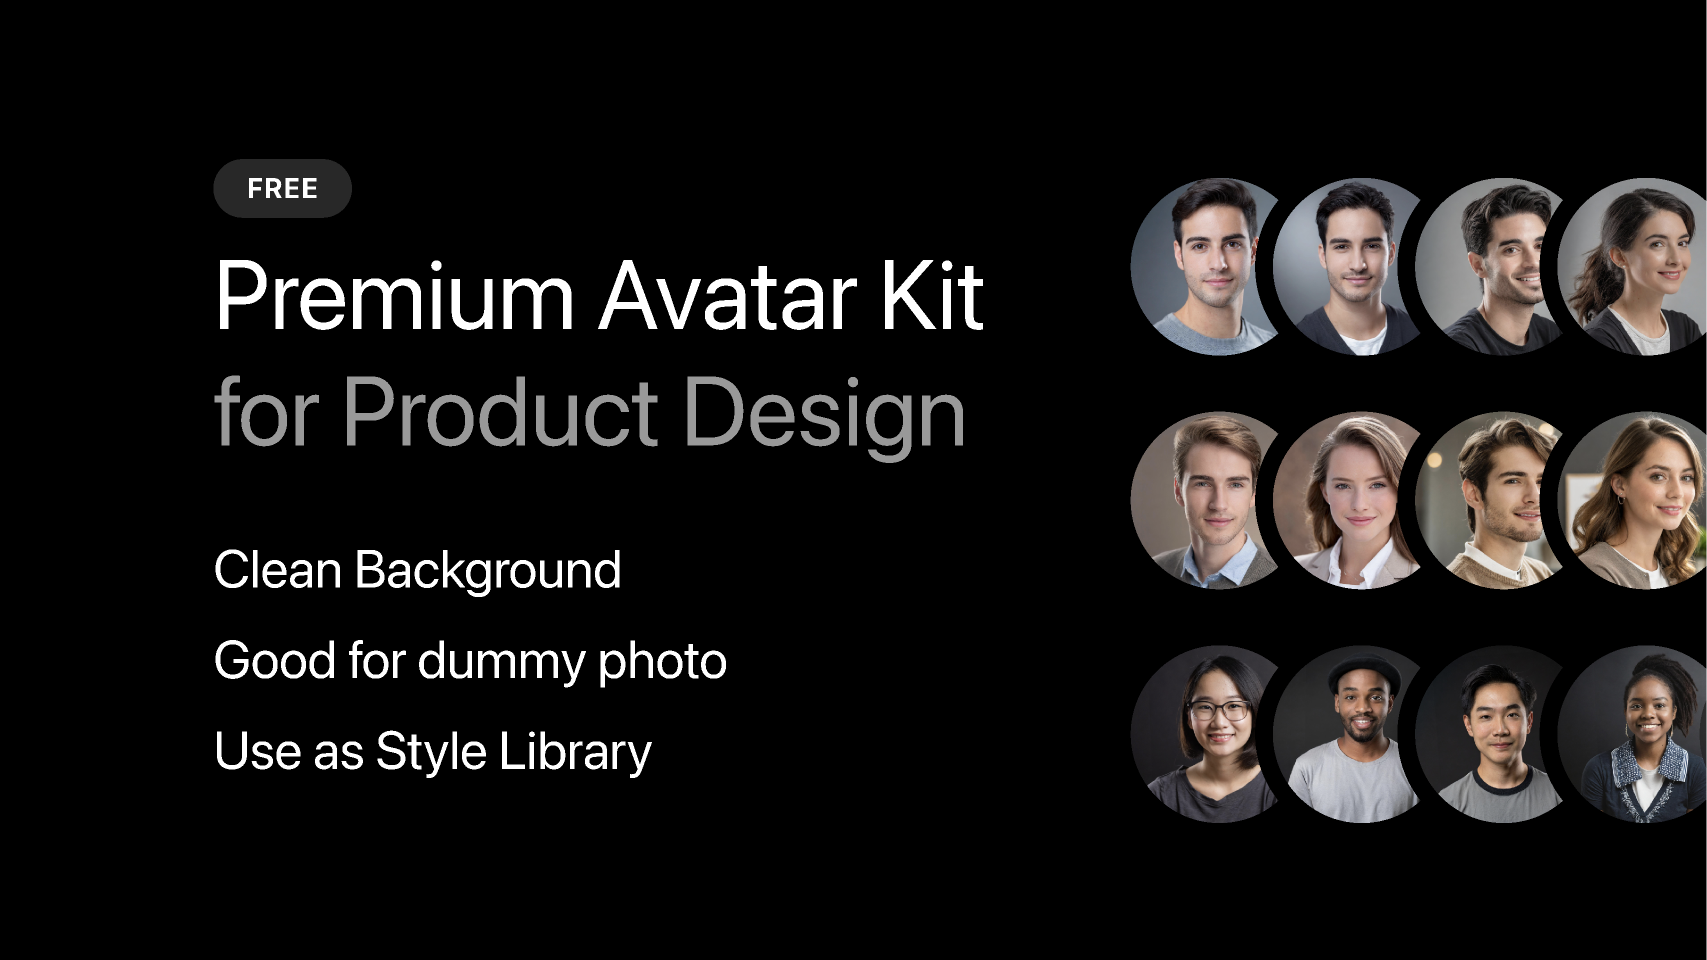 FREE
Premium Avatar Kit
for Product Design
Clean Background
Good for dummy photo
Use as Style Library